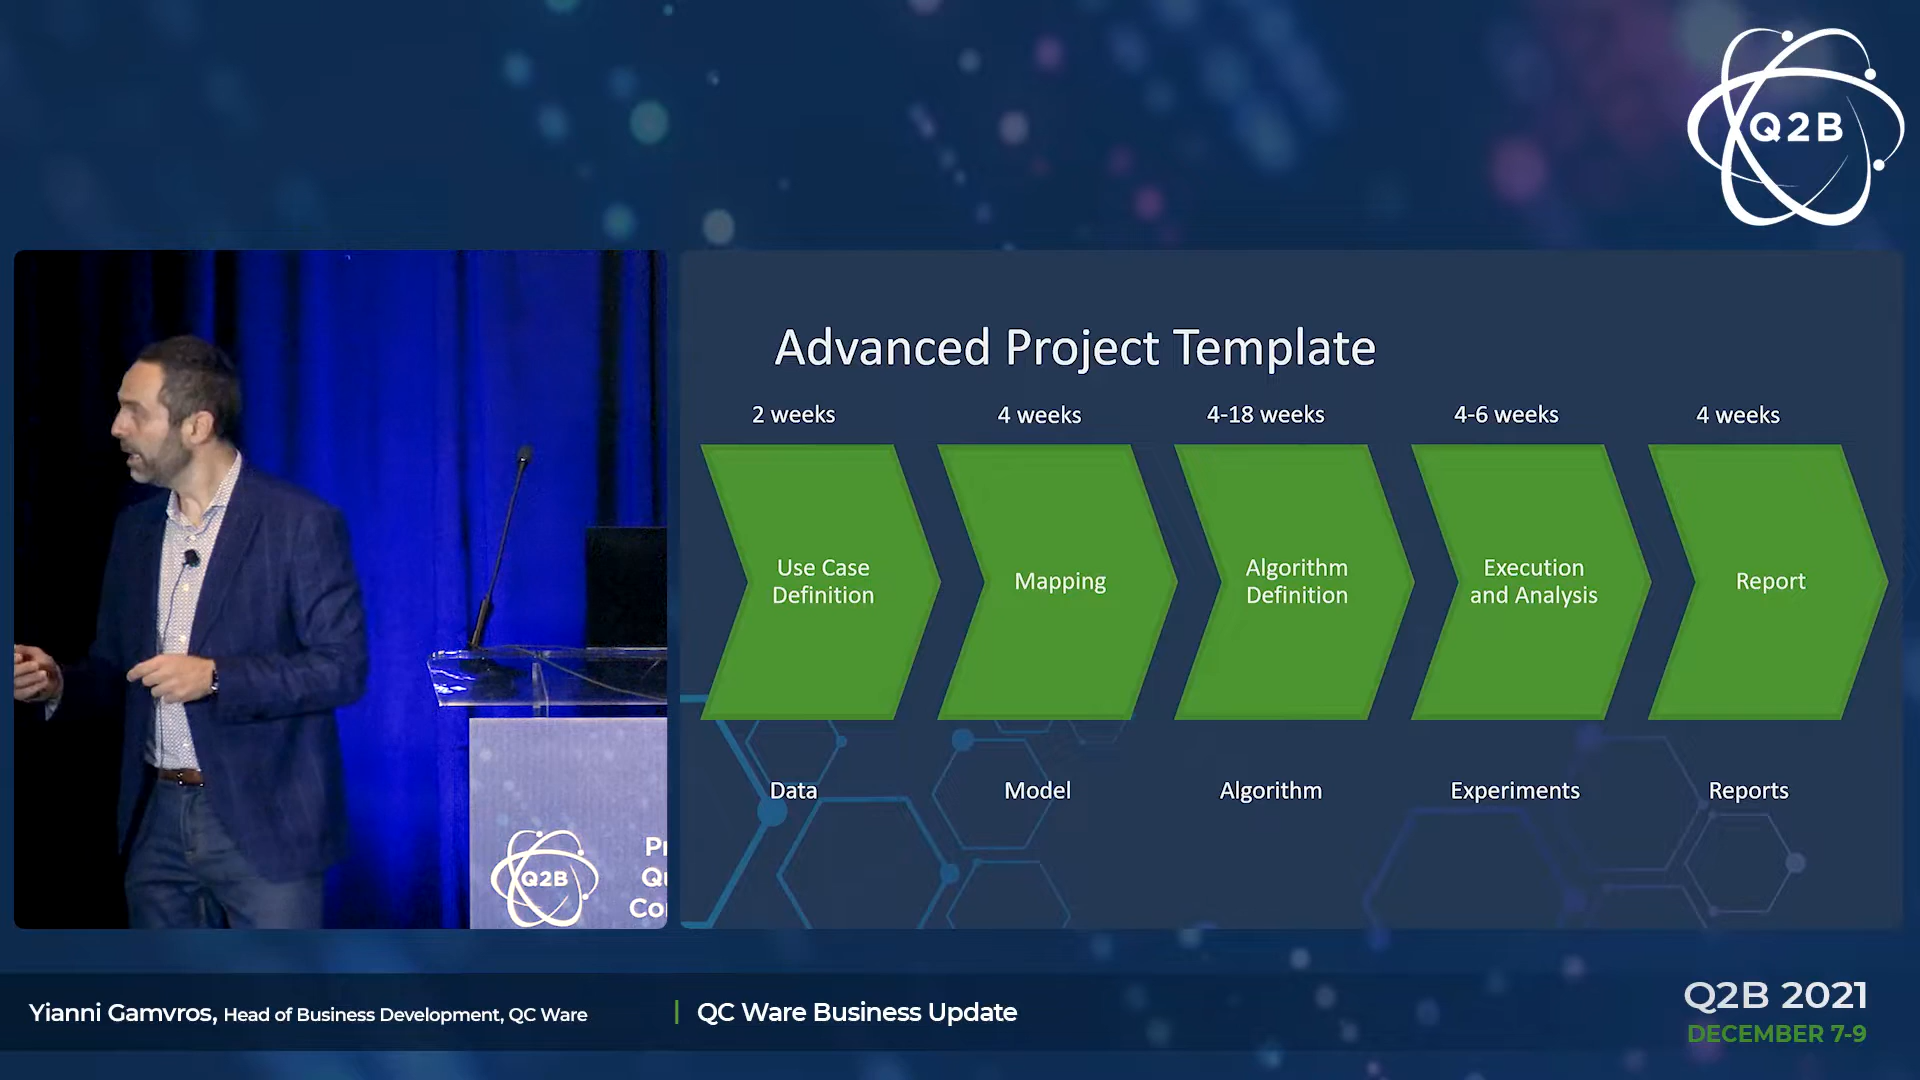 Q2B
Advanced Project Template
2 weeks
4 weeks
4-18 weeks
4-6 weeks
4 weeks
Use Case
Definition
Mapping
Algorithm
Definition
Execution
and Analysis
Report
Data
Model
Algorithm
Experiments
Reports
Q2B
Yianni Gamvros, Head of Business Development, QC Ware
QC Ware Business Update
Q2B 2021
DECEMBER 7-9